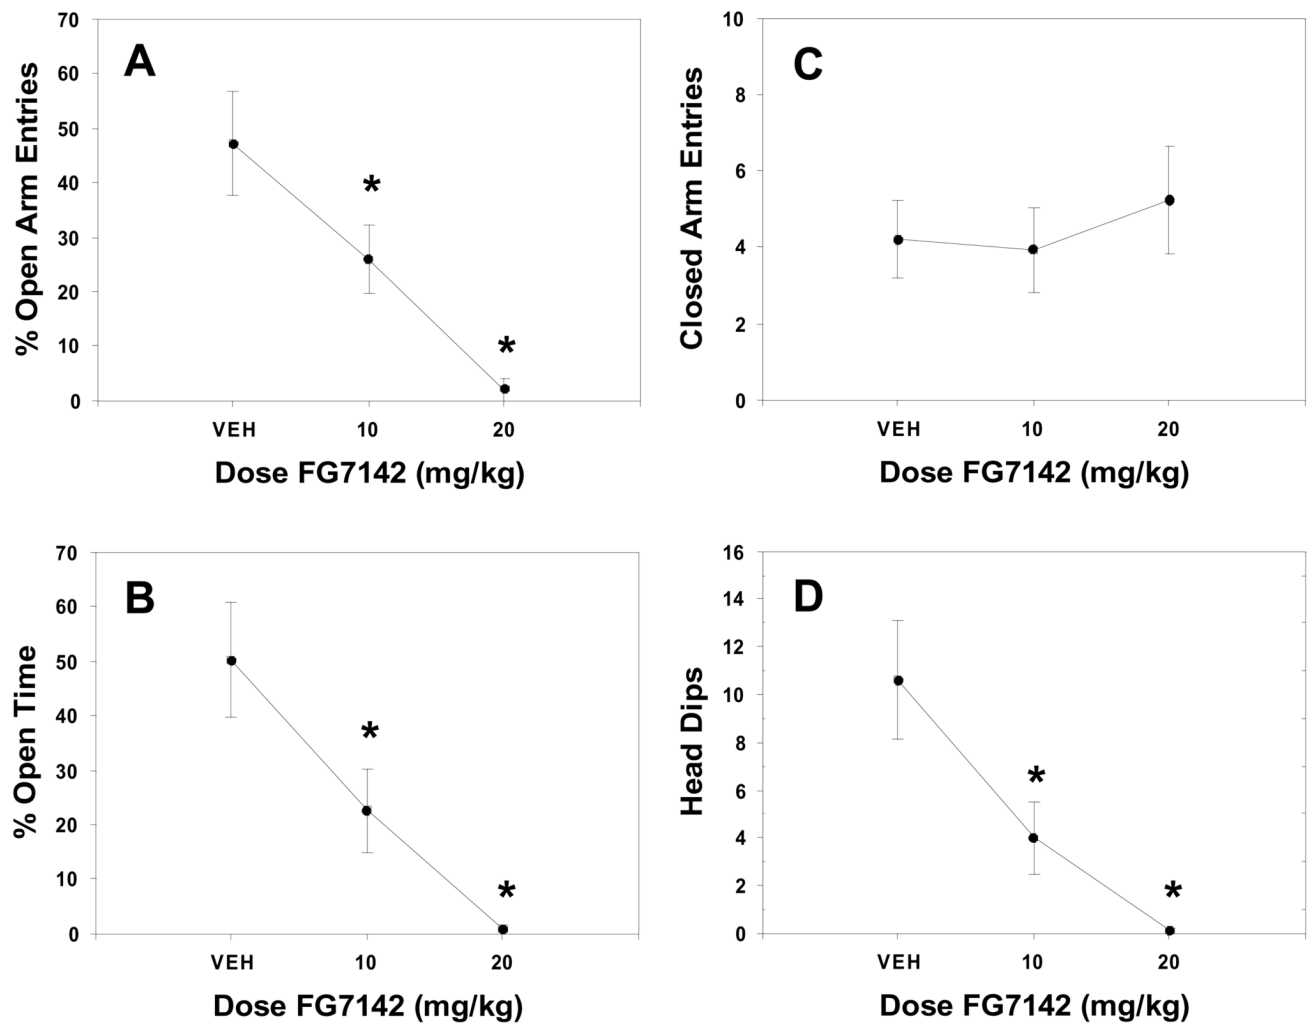 A
% Open Arm Entries
70
60
50
40
30
20
10
0
*
*
VEH 10 20
Dose FG7142 (mg/kg)
C
Closed Arm Entries
10
8
6
4
2
0
VEH 10 20
Dose FG7142 (mg/kg)
B
% Open Time
70
60
50
40
30
20
10
0
*
*
VEH 10 20
Dose FG7142 (mg/kg)
D
Head Dips
16
14
12
10
8
6
4
2
0
*
*
VEH 10 20
Dose FG7142 (mg/kg)